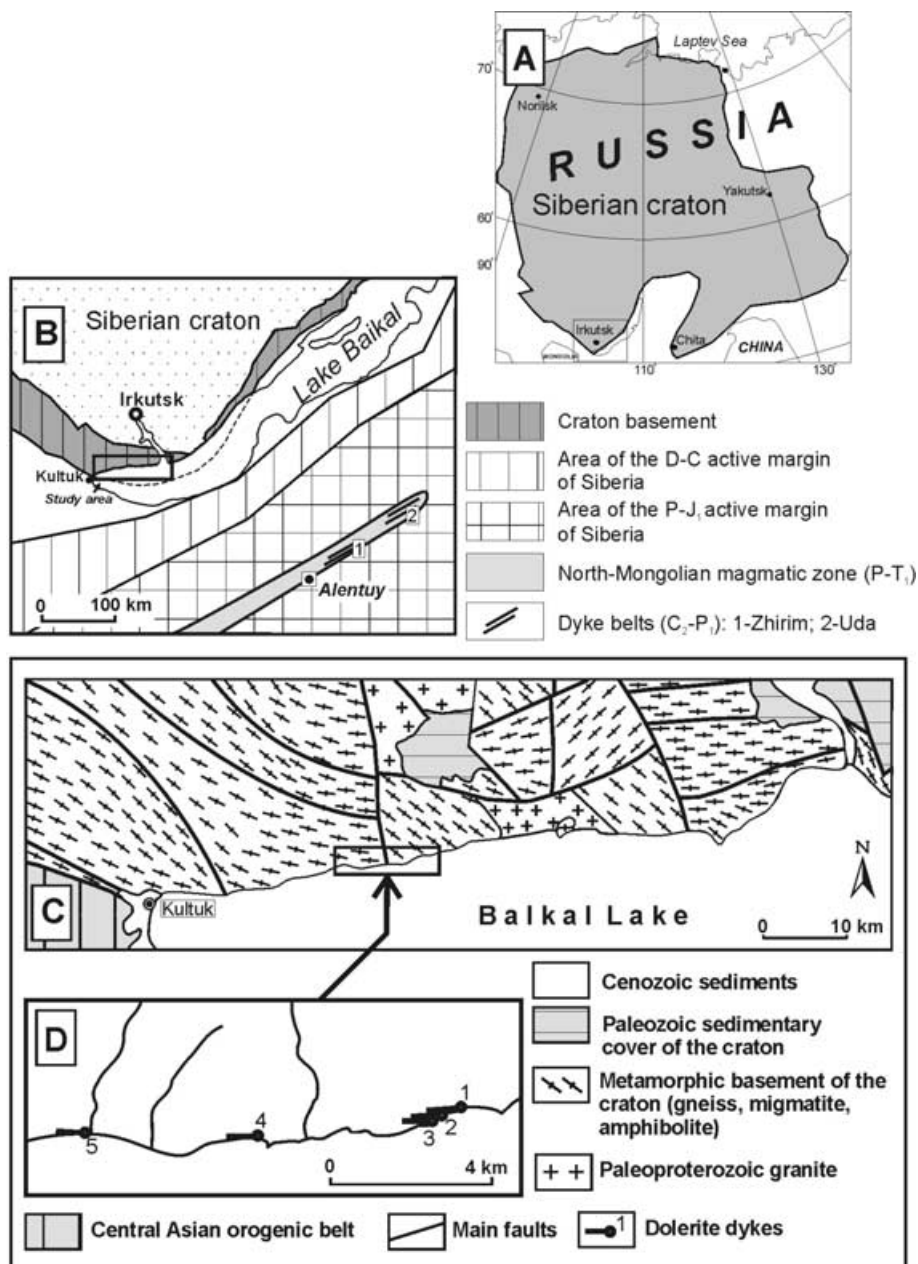 A
Laptev Sea
70°
Norilsk
RUSSIA
Siberian craton
Yakutsk
60°
90°
Irkutsk
MONGOLIA
Chita
CHINA
110°
130°
B
Siberian craton
Lake Baikal
Irkutsk
Kultuk
Study area
2
1
Alentuy
0 100 km
Craton basement
Area of the D-C active margin
of Siberia
Area of the P-J₁ active margin
of Siberia
North-Mongolian magmatic zone (P-T₁)
Dyke belts (C₂-P₁): 1-Zhirim; 2-Uda
C
Kultuk
Baikal Lake
N
0 10 km
D
1
2
3
4
5
0 4 km
Cenozoic sediments
Paleozoic sedimentary
cover of the craton
Metamorphic basement of the
craton (gneiss, migmatite,
amphibolite)
Paleoproterozoic granite
Central Asian orogenic belt
Main faults
1
Dolerite dykes